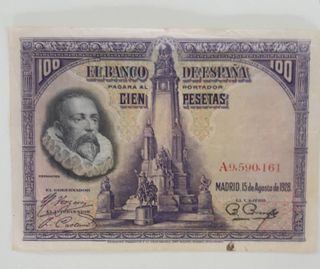 100 EL BANCO DE ESPAÑA 100
PAGARÁ AL PORTADOR
CIEN PESETAS
A9,590,161
CERVANTES
MADRID, 15 de Agosto de 1928.
EL GOBERNADOR
EL CAJERO
EL INTERVENTOR